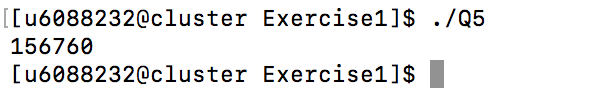 [[u6088232@cluster Exercise1]$ ./Q5
156760
[u6088232@cluster Exercise1]$